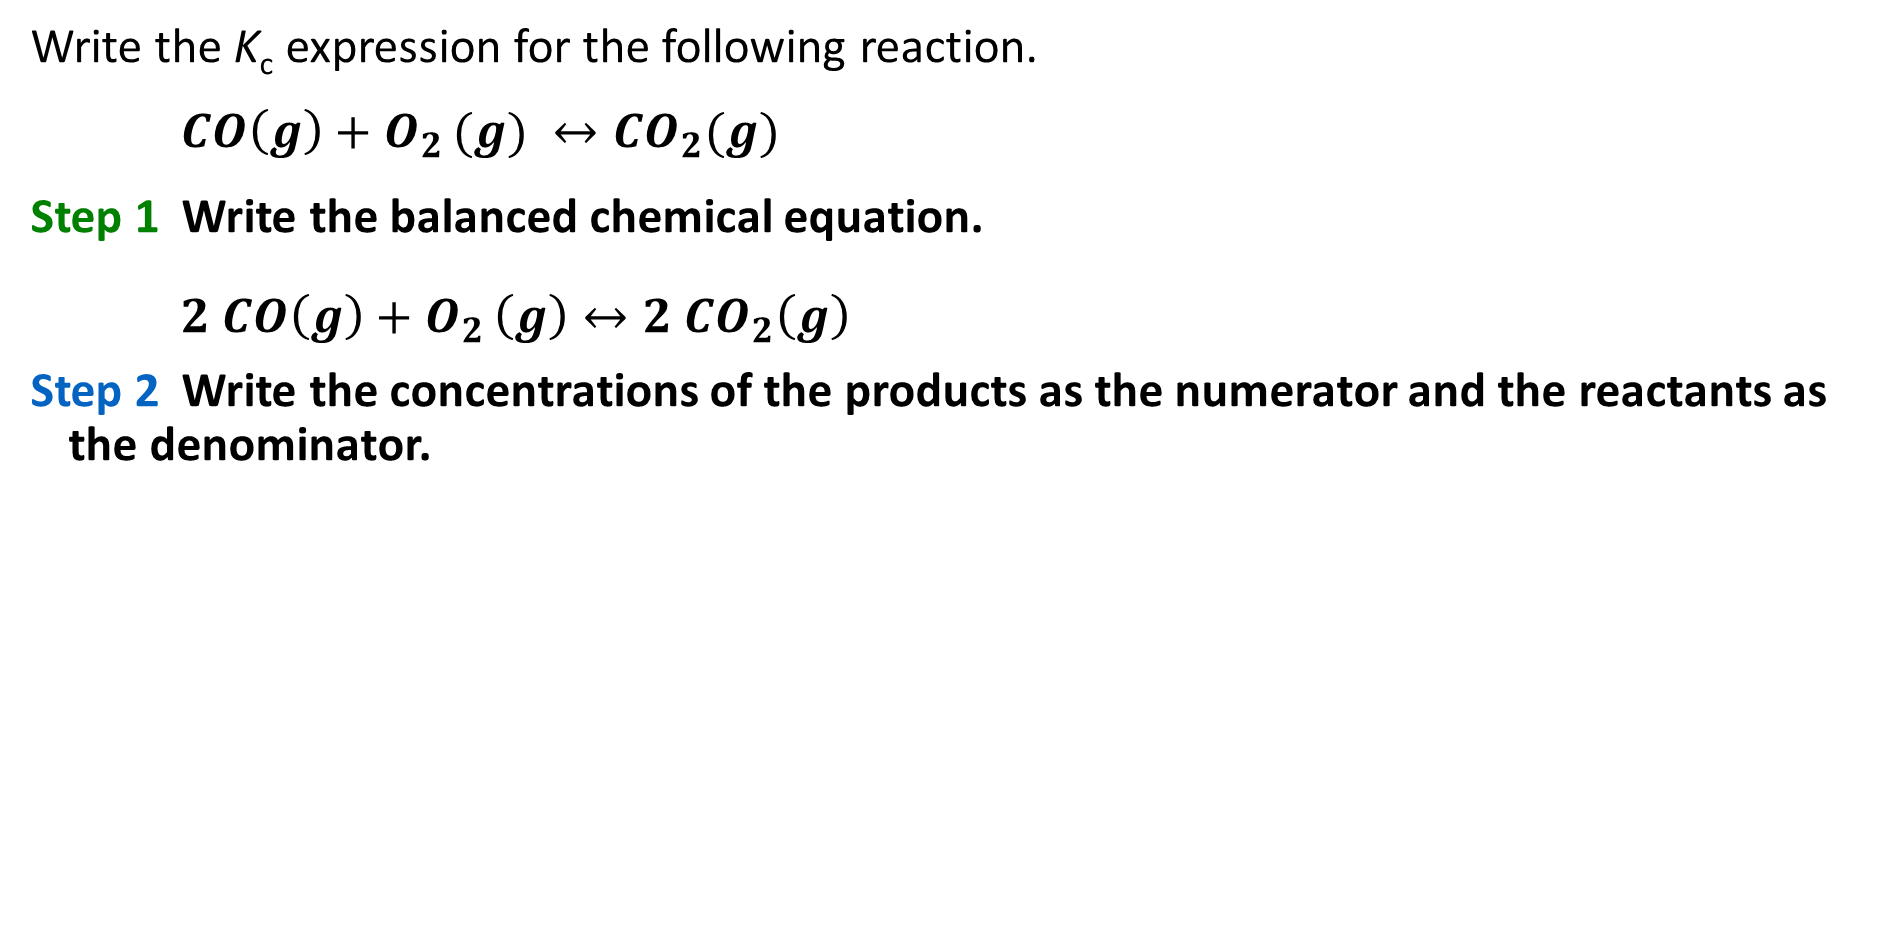 Write the Kc expression for the following reaction.
CO(g) + O₂ (g) ↔ CO₂(g)
Step 1 Write the balanced chemical equation.
2 CO(g) + O₂ (g) ↔ 2 CO₂(g)
Step 2 Write the concentrations of the products as the numerator and the reactants as
the denominator.